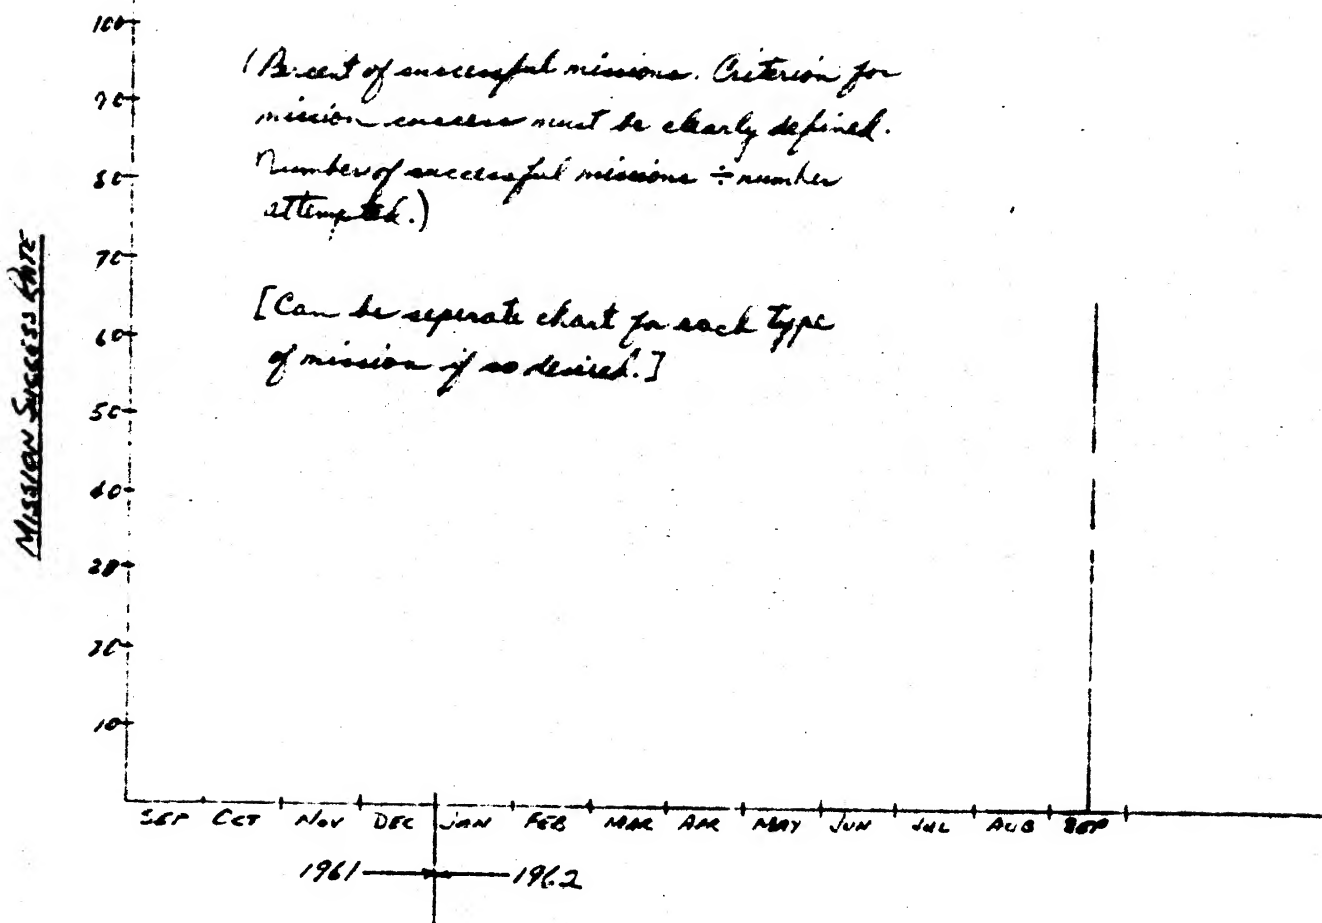 100
(Percent of successful missions. Criterion for
90
mission success must be clearly defined.
80
Number of successful missions ÷ number
attempted.)
70
MISSION SUCCESS RATE
[Can be seperate chart for each type
60
of mission if so desired.]
50
40
30
20
10
SEP OCT NOV DEC JAN FEB MAR APR MAY JUN JUL AUG SEP
1961 1962